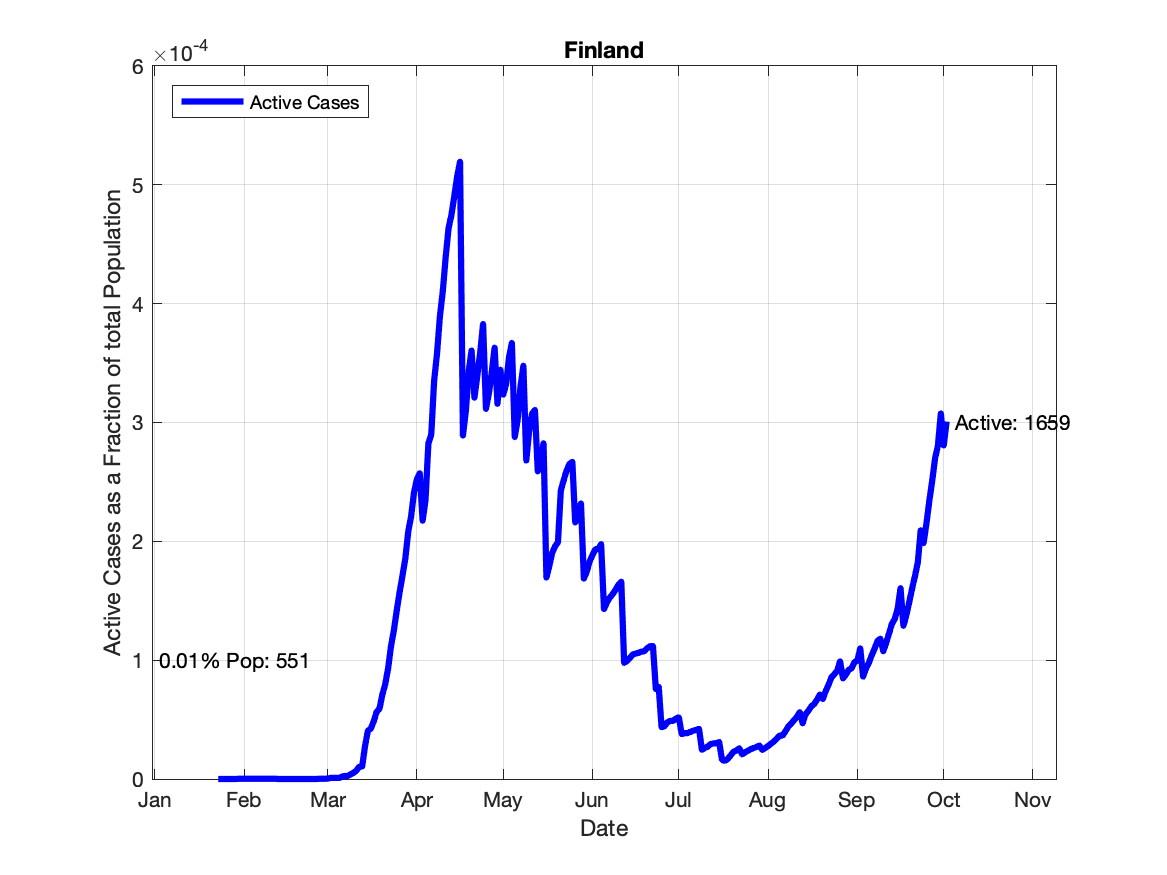 Finland
×10-4
6
5
4
3
2
1
0
Active Cases
Active: 1659
0.01% Pop: 551
Active Cases as a Fraction of total Population
Jan Feb Mar Apr May Jun Jul Aug Sep Oct Nov
Date